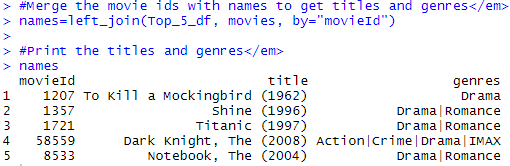 > #Merge the movie ids with names to get titles and genres</em>
> names=left_join(Top_5_df, movies, by="movieId")
>
> #Print the titles and genres</em>
> names
movieId title genres
1 1207 To Kill a Mockingbird (1962) Drama
2 1357 Shine (1996) Drama|Romance
3 1721 Titanic (1997) Drama|Romance
4 58559 Dark Knight, The (2008) Action|Crime|Drama|IMAX
5 8533 Notebook, The (2004) Drama|Romance